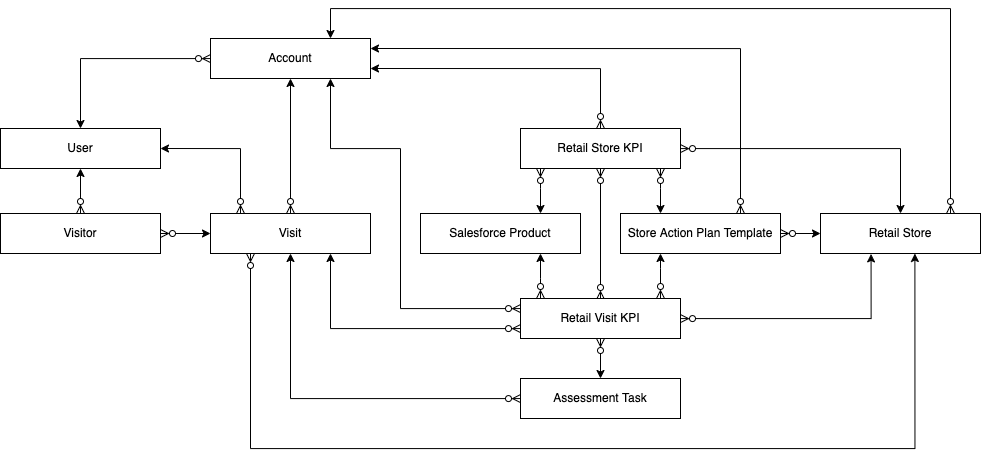 Account
User
Retail Store KPI
Visitor
Visit
Salesforce Product
Store Action Plan Template
Retail Store
Retail Visit KPI
Assessment Task